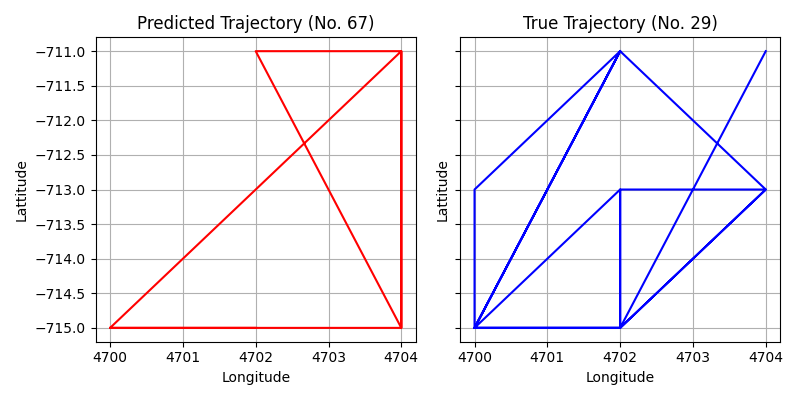 Predicted Trajectory (No. 67)
True Trajectory (No. 29)
−711.0
−711.5
−712.0
−712.5
−713.0
−713.5
−714.0
−714.5
−715.0
Lattitude
Lattitude
4700 4701 4702 4703 4704
4700 4701 4702 4703 4704
Longitude
Longitude